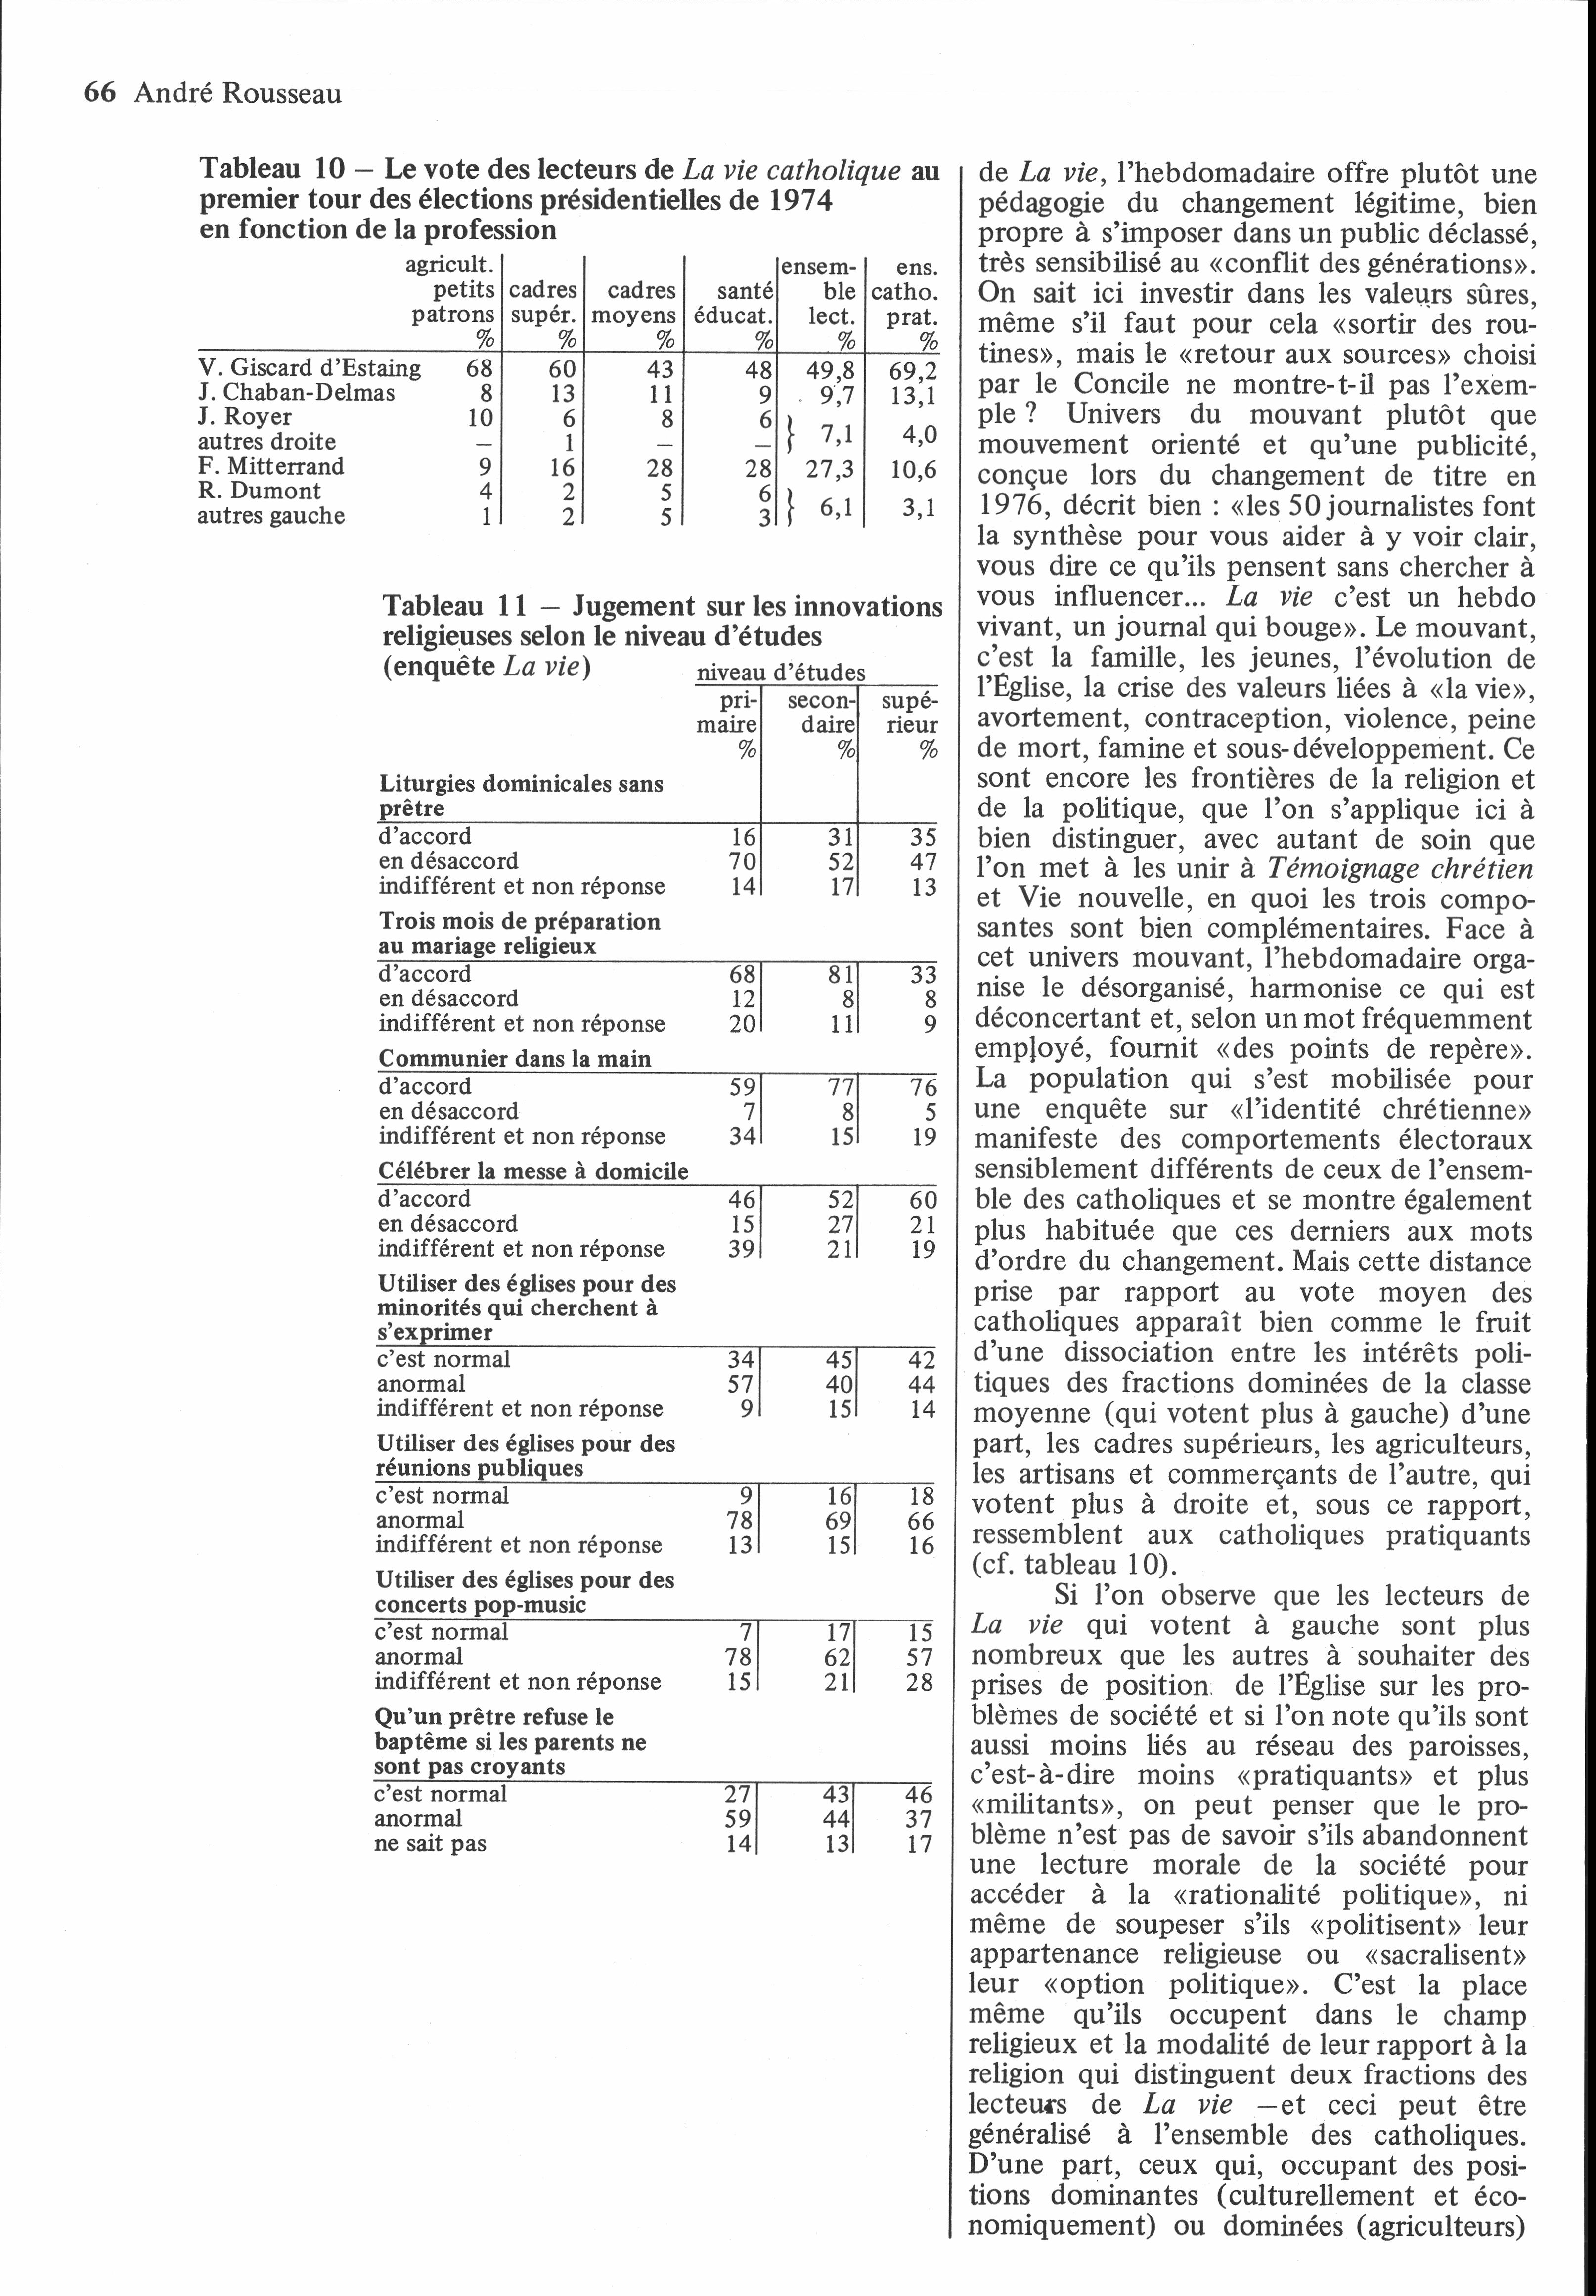 66 André Rousseau
Tableau 10 – Le vote des lecteurs de La vie catholique au
premier tour des élections présidentielles de 1974
en fonction de la profession
agricult. ensem- ens.
petits cadres cadres santé ble catho.
patrons supér. moyens éducat. lect. prat.
% % % % % %
V. Giscard d'Estaing 68 60 43 48 49,8 69,2
J. Chaban-Delmas 8 13 11 9 9,7 13,1
J. Royer 10 6 8 6
autres droite – 1 – – } 7,1 4,0
F. Mitterrand 9 16 28 28 27,3 10,6
R. Dumont 4 2 5 6
autres gauche 1 2 5 3 } 6,1 3,1
Tableau 11 – Jugement sur les innovations
religieuses selon le niveau d'études
(enquête La vie) niveau d'études
pri- secon- supé-
maire daire rieur
% % %
Liturgies dominicales sans
prêtre
d'accord 16 31 35
en désaccord 70 52 47
indifférent et non réponse 14 17 13
Trois mois de préparation
au mariage religieux
d'accord 68 81 33
en désaccord 12 8 8
indifférent et non réponse 20 11 9
Communier dans la main
d'accord 59 77 76
en désaccord 7 8 5
indifférent et non réponse 34 15 19
Célébrer la messe à domicile
d'accord 46 52 60
en désaccord 15 27 21
indifférent et non réponse 39 21 19
Utiliser des églises pour des
minorités qui cherchent à
s'exprimer
c'est normal 34 45 42
anormal 57 40 44
indifférent et non réponse 9 15 14
Utiliser des églises pour des
réunions publiques
c'est normal 9 16 18
anormal 78 69 66
indifférent et non réponse 13 15 16
Utiliser des églises pour des
concerts pop-music
c'est normal 7 17 15
anormal 78 62 57
indifférent et non réponse 15 21 28
Qu'un prêtre refuse le
baptême si les parents ne
sont pas croyants
c'est normal 27 43 46
anormal 59 44 37
ne sait pas 14 13 17
de La vie, l'hebdomadaire offre plutôt une
pédagogie du changement légitime, bien
propre à s'imposer dans un public déclassé,
très sensibilisé au «conflit des générations».
On sait ici investir dans les valeurs sûres,
même s'il faut pour cela «sortir des rou-
tines», mais le «retour aux sources» choisi
par le Concile ne montre-t-il pas l'exem-
ple ? Univers du mouvant plutôt que
mouvement orienté et qu'une publicité,
conçue lors du changement de titre en
1976, décrit bien : «les 50 journalistes font
la synthèse pour vous aider à y voir clair,
vous dire ce qu'ils pensent sans chercher à
vous influencer... La vie c'est un hebdo
vivant, un journal qui bouge». Le mouvant,
c'est la famille, les jeunes, l'évolution de
l'Église, la crise des valeurs liées à «la vie»,
avortement, contraception, violence, peine
de mort, famine et sous-développement. Ce
sont encore les frontières de la religion et
de la politique, que l'on s'applique ici à
bien distinguer, avec autant de soin que
l'on met à les unir à Témoignage chrétien
et Vie nouvelle, en quoi les trois compo-
santes sont bien complémentaires. Face à
cet univers mouvant, l'hebdomadaire orga-
nise le désorganisé, harmonise ce qui est
déconcertant et, selon un mot fréquemment
employé, fournit «des points de repère».
La population qui s'est mobilisée pour
une enquête sur «l'identité chrétienne»
manifeste des comportements électoraux
sensiblement différents de ceux de l'ensem-
ble des catholiques et se montre également
plus habituée que ces derniers aux mots
d'ordre du changement. Mais cette distance
prise par rapport au vote moyen des
catholiques apparaît bien comme le fruit
d'une dissociation entre les intérêts poli-
tiques des fractions dominées de la classe
moyenne (qui votent plus à gauche) d'une
part, les cadres supérieurs, les agriculteurs,
les artisans et commerçants de l'autre, qui
votent plus à droite et, sous ce rapport,
ressemblent aux catholiques pratiquants
(cf. tableau 10).
Si l'on observe que les lecteurs de
La vie qui votent à gauche sont plus
nombreux que les autres à souhaiter des
prises de position de l'Église sur les pro-
blèmes de société et si l'on note qu'ils sont
aussi moins liés au réseau des paroisses,
c'est-à-dire moins «pratiquants» et plus
«militants», on peut penser que le pro-
blème n'est pas de savoir s'ils abandonnent
une lecture morale de la société pour
accéder à la «rationalité politique», ni
même de soupeser s'ils «politisent» leur
appartenance religieuse ou «sacralisent»
leur «option politique». C'est la place
même qu'ils occupent dans le champ
religieux et la modalité de leur rapport à la
religion qui distinguent deux fractions des
lecteurs de La vie –et ceci peut être
généralisé à l'ensemble des catholiques.
D'une part, ceux qui, occupant des posi-
tions dominantes (culturellement et éco-
nomiquement) ou dominées (agriculteurs)